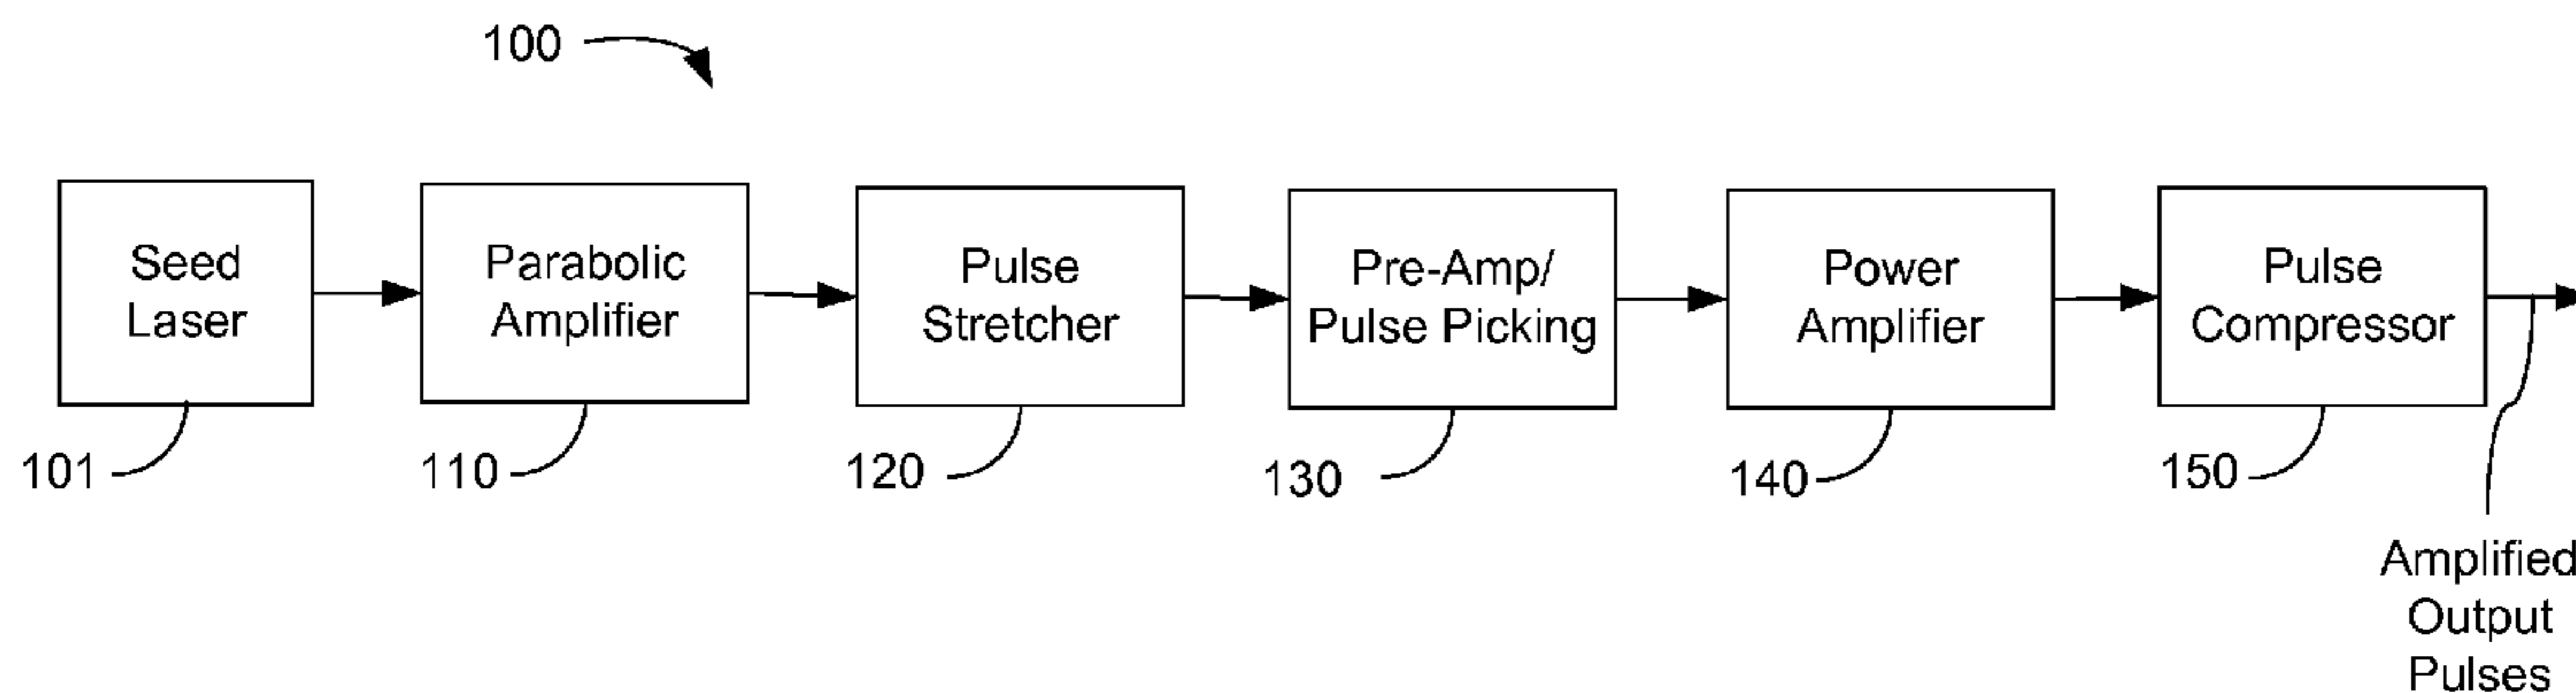 100
Seed
Laser
Parabolic
Amplifier
Pulse
Stretcher
Pre-Amp/
Pulse Picking
Power
Amplifier
Pulse
Compressor
101
110
120
130
140
150
Amplified
Output
Pulses